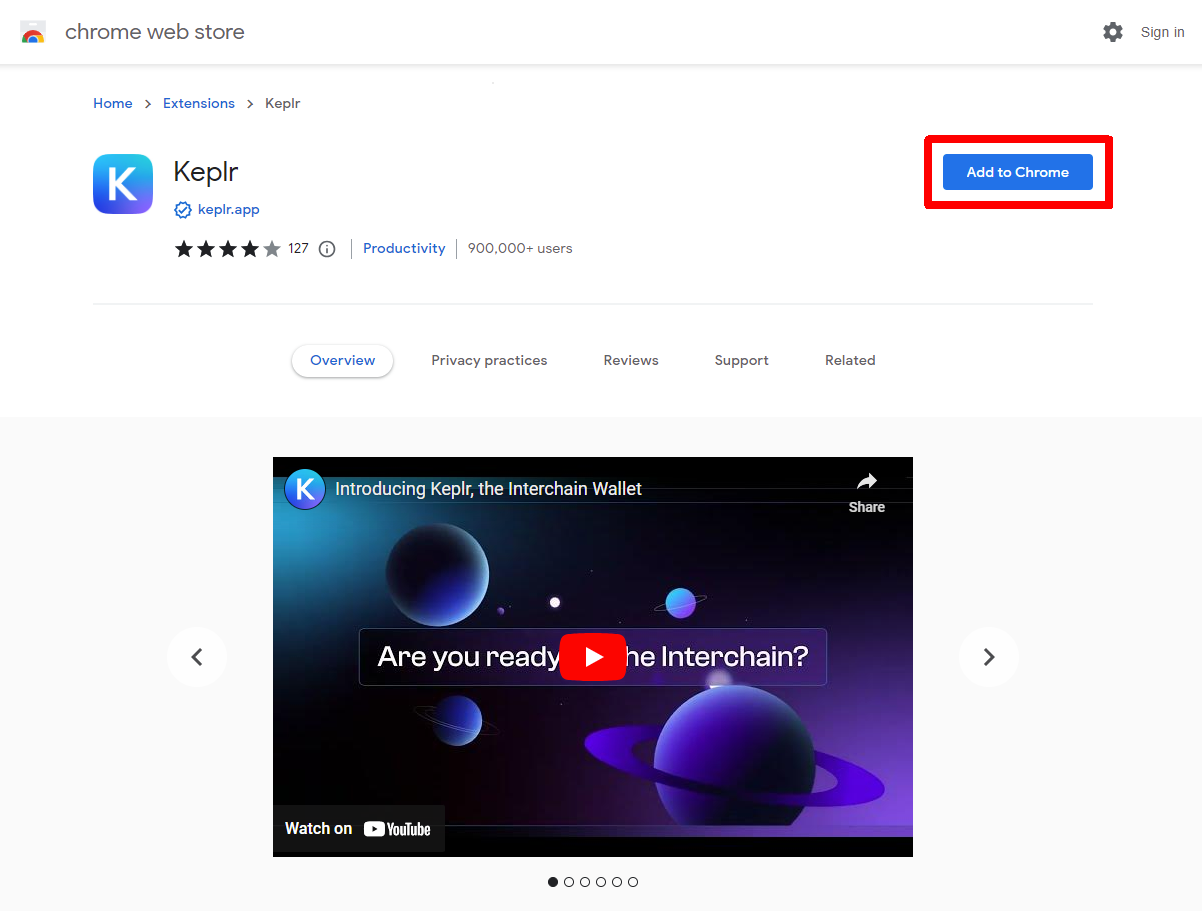 chrome web store
Sign in
Home > Extensions > Keplr
K
Keplr
keplr.app
127 Productivity 900,000+ users
Add to Chrome
Overview Privacy practices Reviews Support Related
K Introducing Keplr, the Interchain Wallet
Share
Are you ready he Interchain?
Watch on YouTube